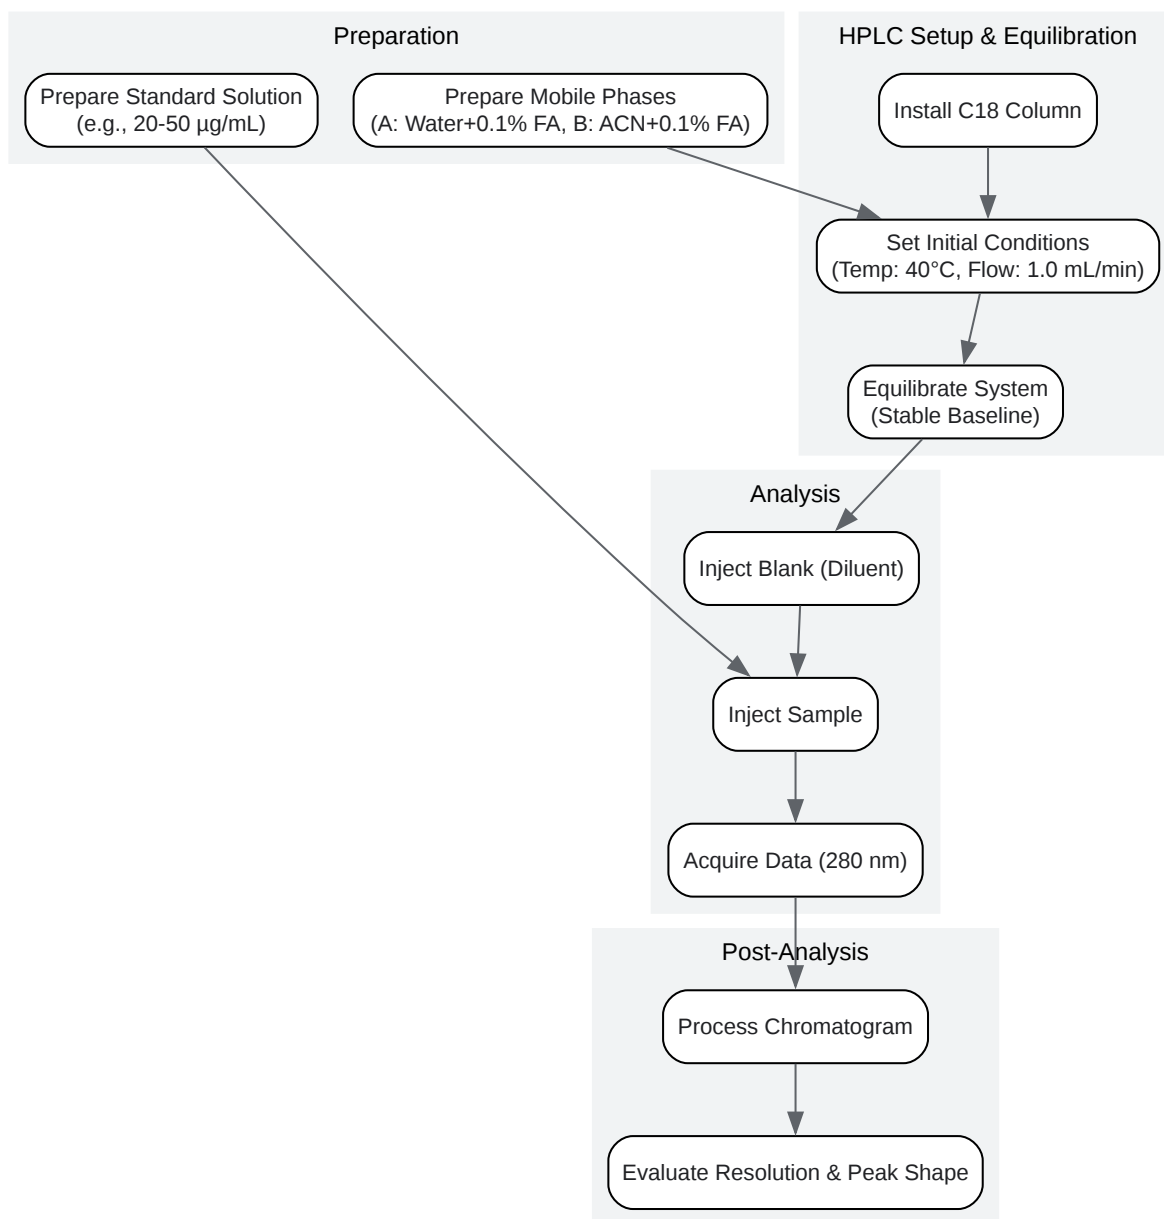 Preparation
Prepare Standard Solution
(e.g., 20-50 µg/mL)
Prepare Mobile Phases
(A: Water+0.1% FA, B: ACN+0.1% FA)
HPLC Setup & Equilibration
Install C18 Column
Set Initial Conditions
(Temp: 40°C, Flow: 1.0 mL/min)
Equilibrate System
(Stable Baseline)
Analysis
Inject Blank (Diluent)
Inject Sample
Acquire Data (280 nm)
Post-Analysis
Process Chromatogram
Evaluate Resolution & Peak Shape